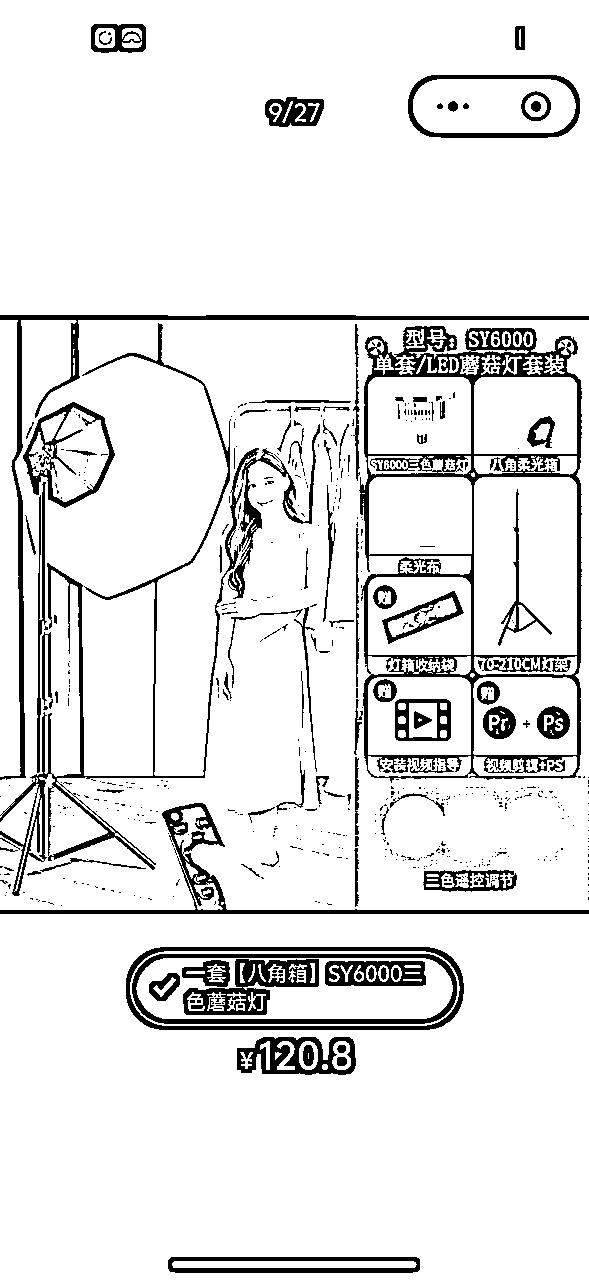 9/27
型号：SY6000
单套/LED蘑菇灯套装
SY6000三色蘑菇灯
八角柔光箱
柔光布
赠
灯箱收纳袋
70-210CM灯架
赠
安装视频指导
赠
Pr + Ps
视频剪辑+PS
三色遥控调节
一套【八角箱】SY6000三
色蘑菇灯
¥120.8